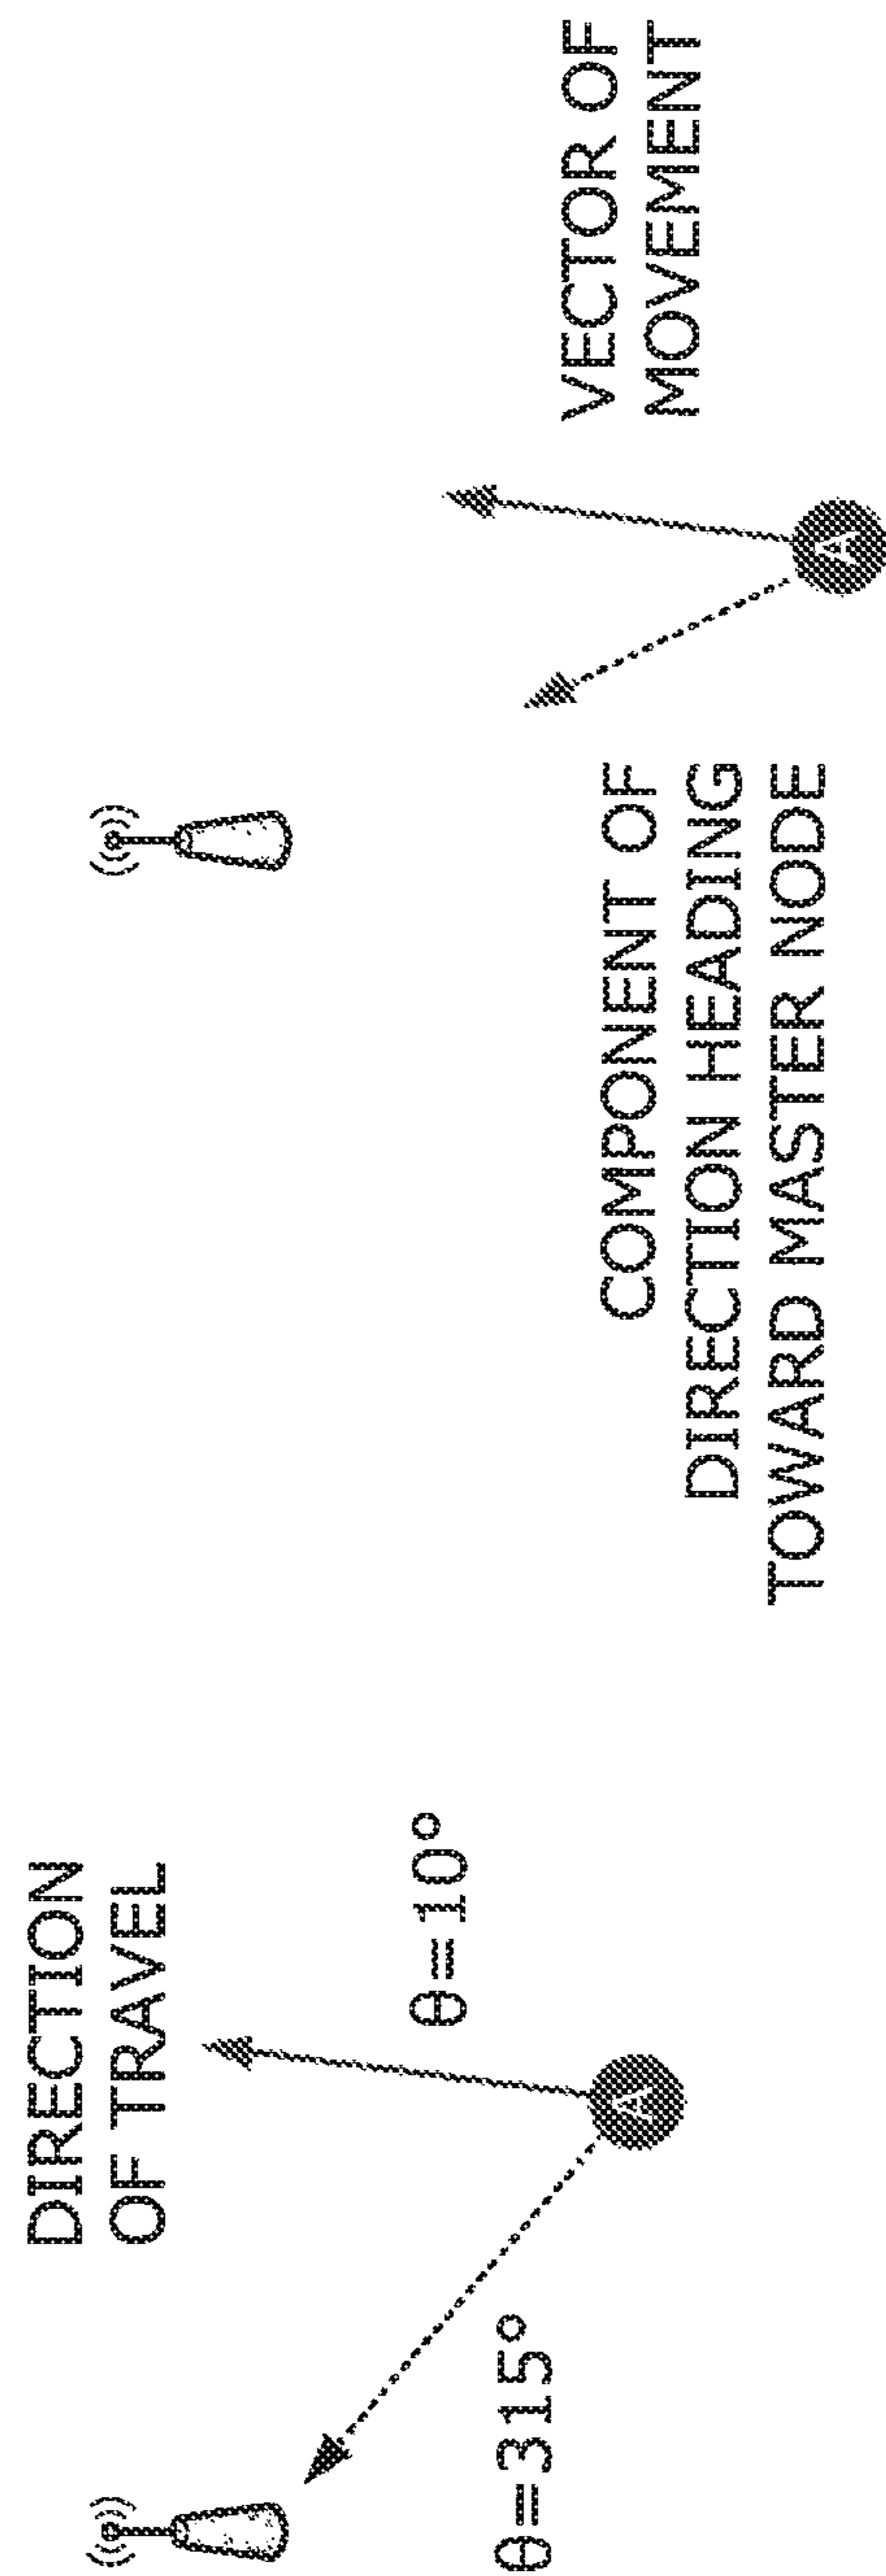 DIRECTION
OF TRAVEL
θ=315°
θ=10°
A
COMPONENT OF
DIRECTION HEADING
TOWARD MASTER NODE
VECTOR OF
MOVEMENT
A